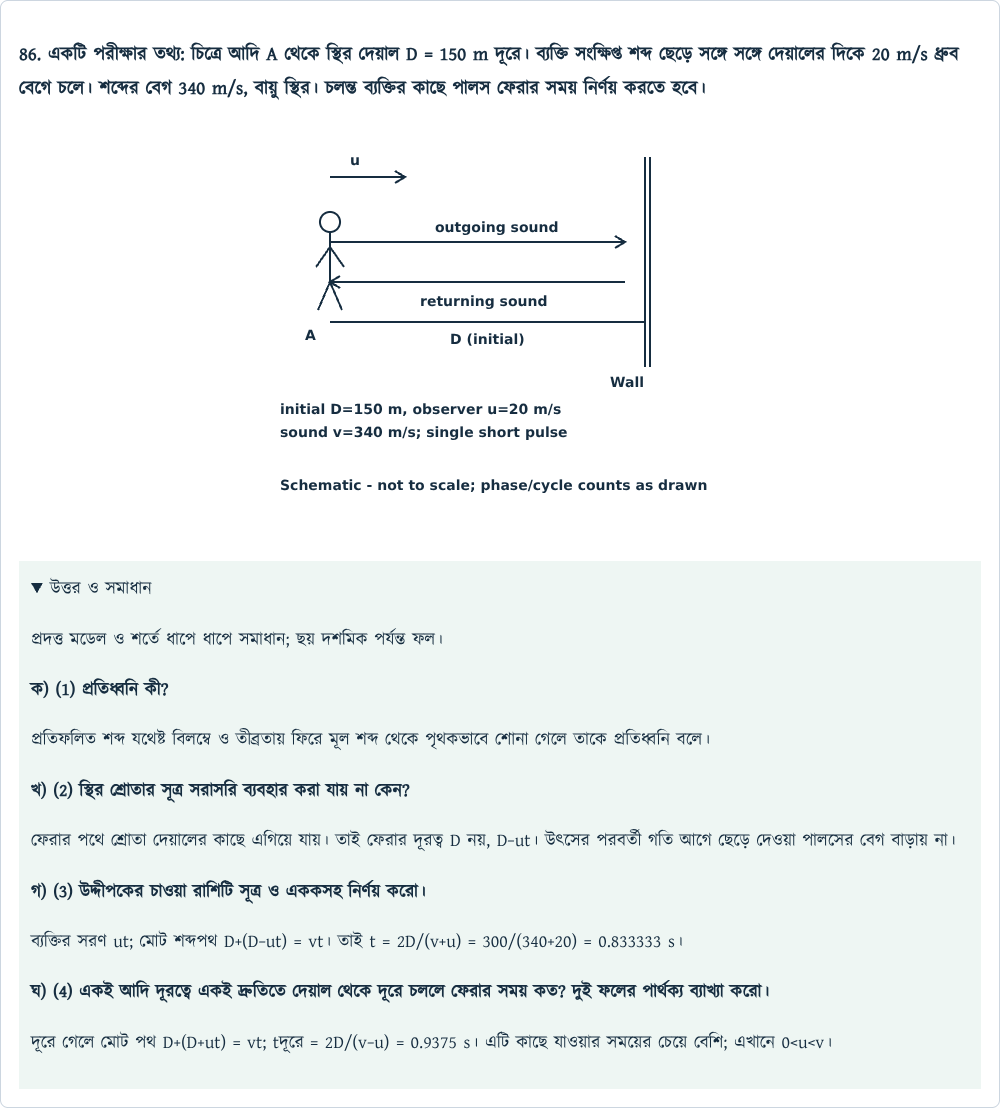 86. একটি পরীক্ষার তথ্য: চিত্রে আদি A থেকে স্থির দেয়াল D = 150 m দূরে। ব্যক্তি সংক্ষিপ্ত শব্দ ছেড়ে সঙ্গে সঙ্গে দেয়ালের দিকে 20 m/s ধ্রুব
বেগে চলে। শব্দের বেগ 340 m/s, বায়ু স্থির। চলন্ত ব্যক্তির কাছে পালস ফেরার সময় নির্ণয় করতে হবে।
u
outgoing sound
returning sound
A
D (initial)
Wall
initial D=150 m, observer u=20 m/s
sound v=340 m/s; single short pulse
Schematic - not to scale; phase/cycle counts as drawn
▼ উত্তর ও সমাধান
প্রদত্ত মডেল ও শর্তে ধাপে ধাপে সমাধান; ছয় দশমিক পর্যন্ত ফল।
ক) (1) প্রতিধ্বনি কী?
প্রতিফলিত শব্দ যথেষ্ট বিলম্বে ও তীব্রতায় ফিরে মূল শব্দ থেকে পৃথকভাবে শোনা গেলে তাকে প্রতিধ্বনি বলে।
খ) (2) স্থির শ্রোতার সূত্র সরাসরি ব্যবহার করা যায় না কেন?
ফেরার পথে শ্রোতা দেয়ালের কাছে এগিয়ে যায়। তাই ফেরার দূরত্ব D নয়, D−ut। উৎসের পরবর্তী গতি আগে ছেড়ে দেওয়া পালসের বেগ বাড়ায় না।
গ) (3) উদ্দীপকের চাওয়া রাশিটি সূত্র ও এককসহ নির্ণয় করো।
ব্যক্তির সরণ ut; মোট শব্দপথ D+(D−ut) = vt। তাই t = 2D/(v+u) = 300/(340+20) = 0.833333 s।
ঘ) (4) একই আদি দূরত্বে একই দ্রুতিতে দেয়াল থেকে দূরে চললে ফেরার সময় কত? দুই ফলের পার্থক্য ব্যাখ্যা করো।
দূরে গেলে মোট পথ D+(D+ut) = vt; tদূরে = 2D/(v−u) = 0.9375 s। এটি কাছে যাওয়ার সময়ের চেয়ে বেশি; এখানে 0<u<v।